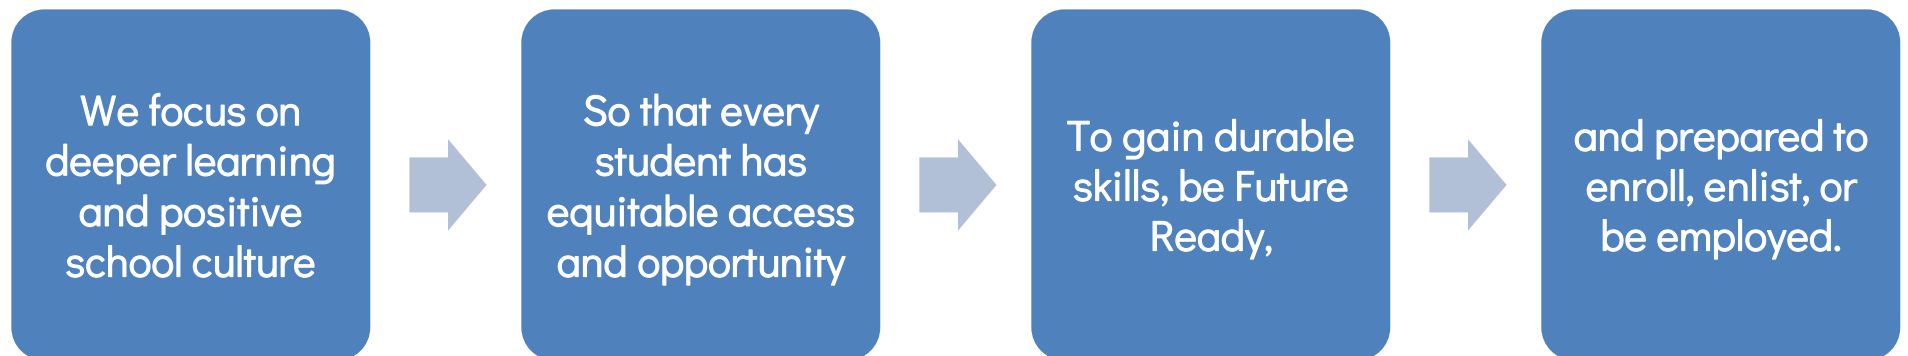 We focus on
deeper learning
and positive
school culture
So that every
student has
equitable access
and opportunity
To gain durable
skills, be Future
Ready,
and prepared to
enroll, enlist, or
be employed.